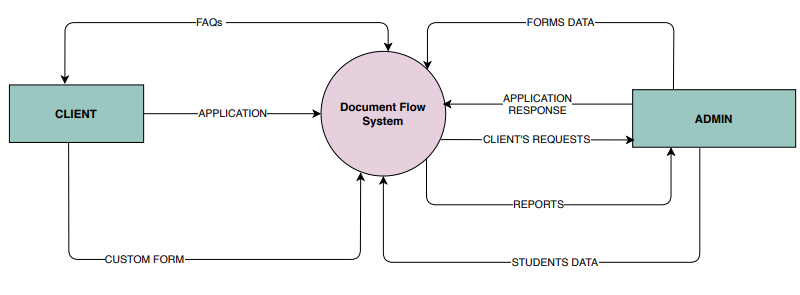 FAQs
FORMS DATA
CLIENT
APPLICATION
Document Flow
System
APPLICATION
RESPONSE
CLIENT'S REQUESTS
ADMIN
REPORTS
CUSTOM FORM
STUDENTS DATA